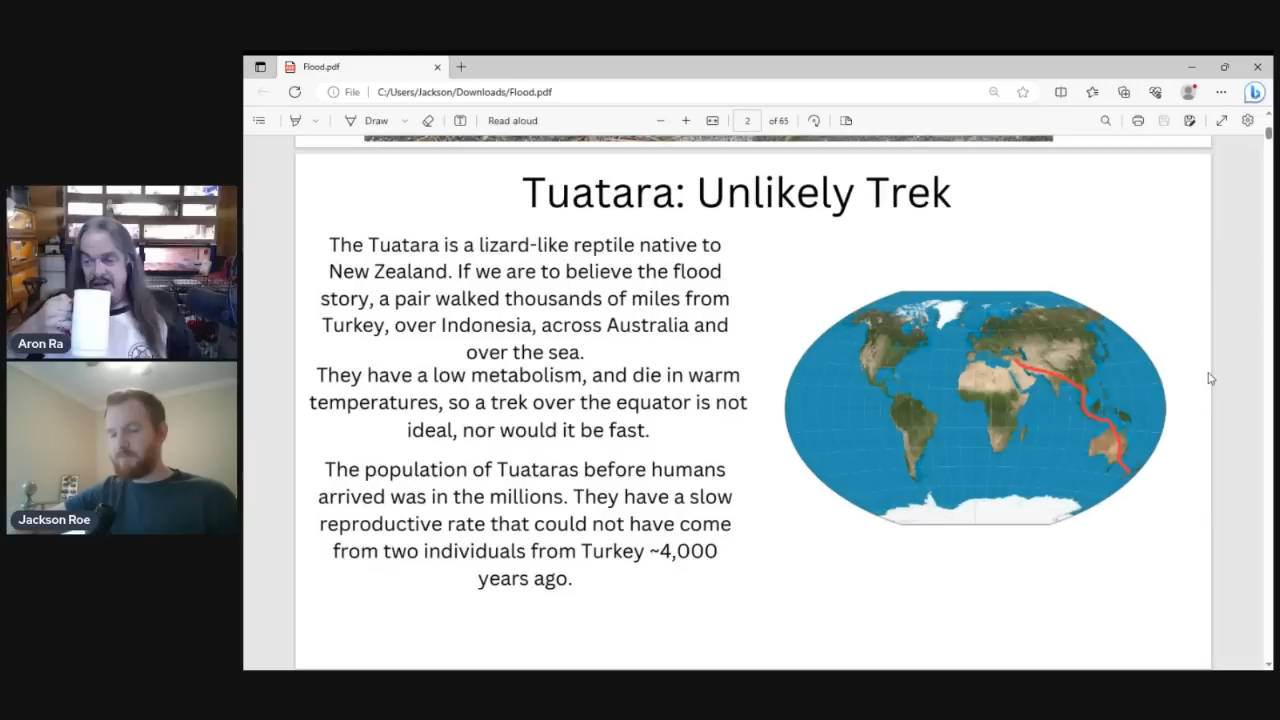 Flood.pdf
File
C:/Users/Jackson/Downloads/Flood.pdf
Draw
Read aloud
2
of 65
Tuatara: Unlikely Trek
The Tuatara is a lizard-like reptile native to
New Zealand. If we are to believe the flood
story, a pair walked thousands of miles from
Turkey, over Indonesia, across Australia and
over the sea.
They have a low metabolism, and die in warm
temperatures, so a trek over the equator is not
ideal, nor would it be fast.
The population of Tuataras before humans
arrived was in the millions. They have a slow
reproductive rate that could not have come
from two individuals from Turkey ~4,000
years ago.
Aron Ra
Jackson Roe